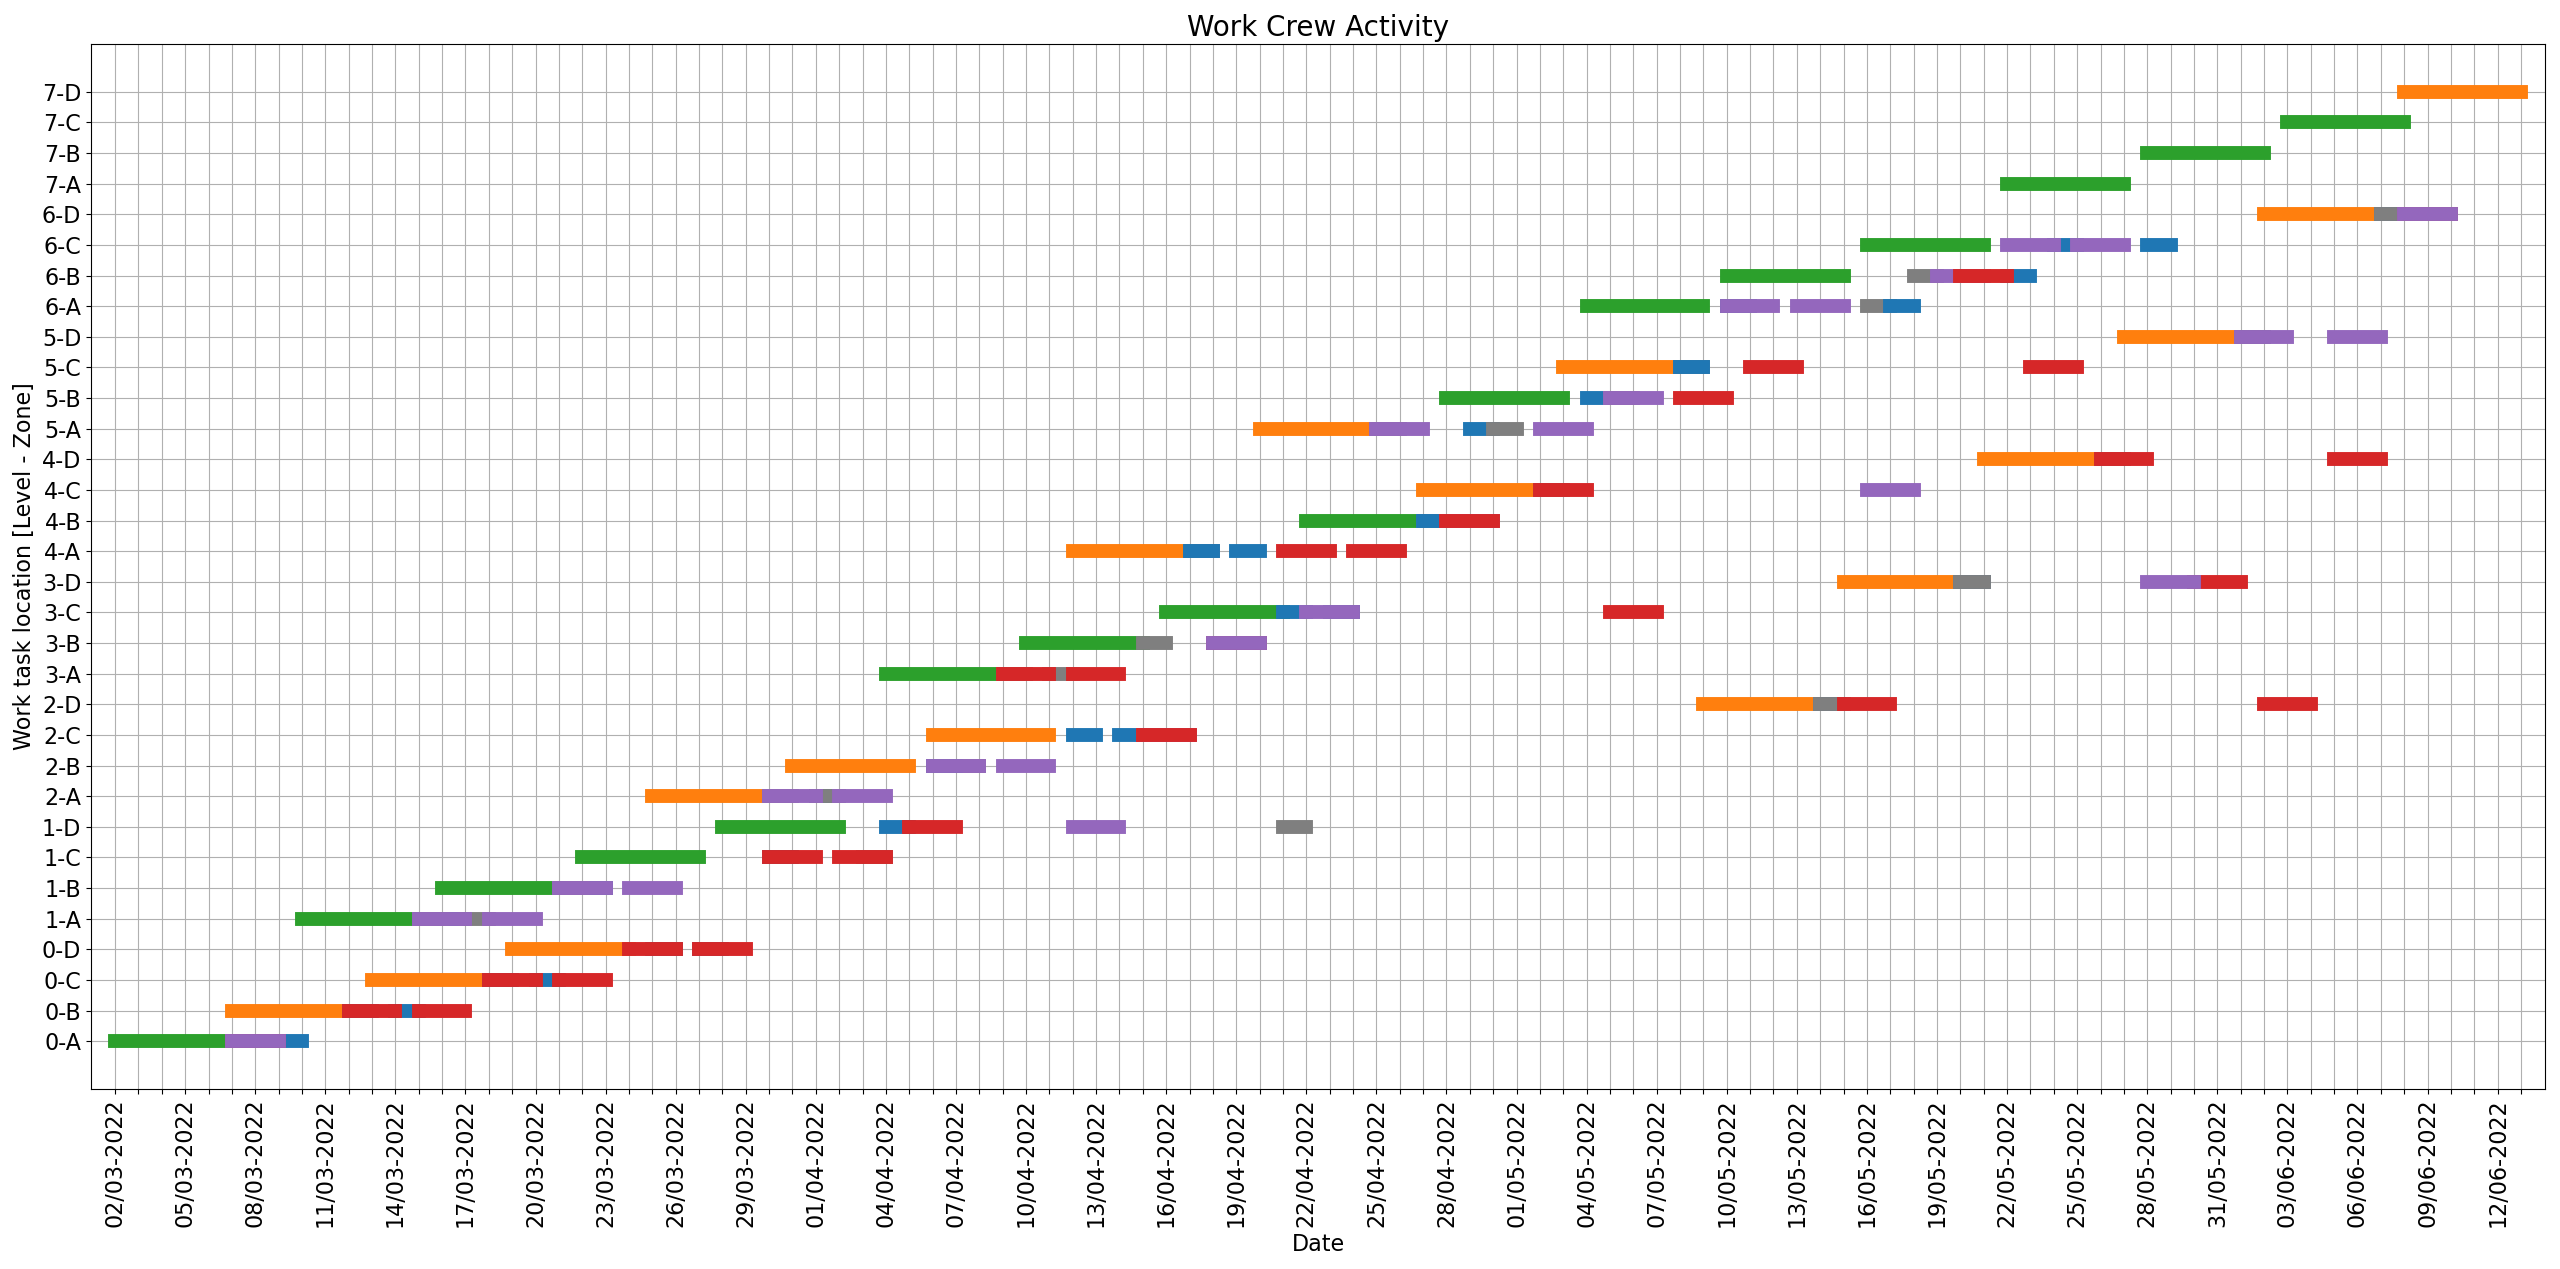 Work Crew Activity
Work task location [Level - Zone]
7-D
7-C
7-B
7-A
6-D
6-C
6-B
6-A
5-D
5-C
5-B
5-A
4-D
4-C
4-B
4-A
3-D
3-C
3-B
3-A
2-D
2-C
2-B
2-A
1-D
1-C
1-B
1-A
0-D
0-C
0-B
0-A
02/03-2022
05/03-2022
08/03-2022
11/03-2022
14/03-2022
17/03-2022
20/03-2022
23/03-2022
26/03-2022
29/03-2022
01/04-2022
04/04-2022
07/04-2022
10/04-2022
13/04-2022
16/04-2022
19/04-2022
22/04-2022
25/04-2022
28/04-2022
01/05-2022
04/05-2022
07/05-2022
10/05-2022
13/05-2022
16/05-2022
19/05-2022
22/05-2022
25/05-2022
28/05-2022
31/05-2022
03/06-2022
06/06-2022
09/06-2022
12/06-2022
Date